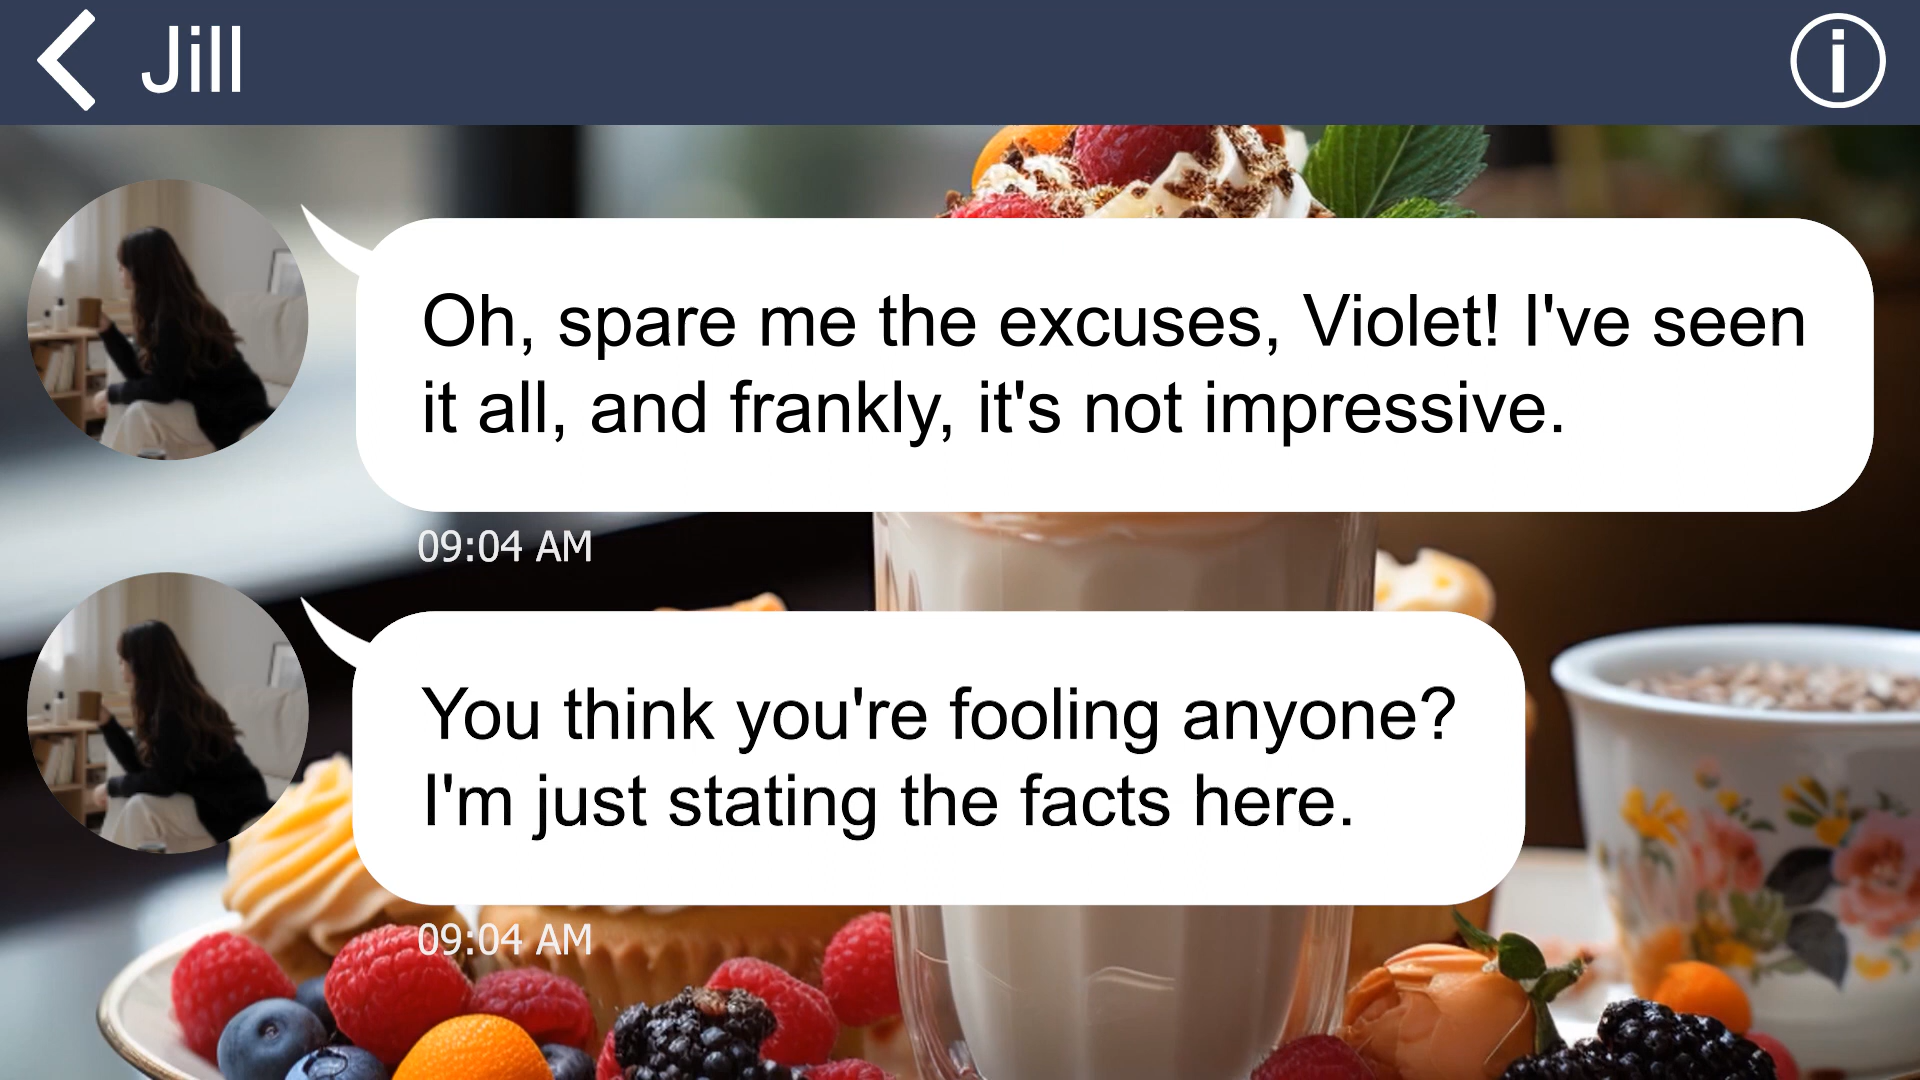 Jill
Oh, spare me the excuses, Violet! I've seen
it all, and frankly, it's not impressive.
09:04 AM
You think you're fooling anyone?
I'm just stating the facts here.
09:04 AM